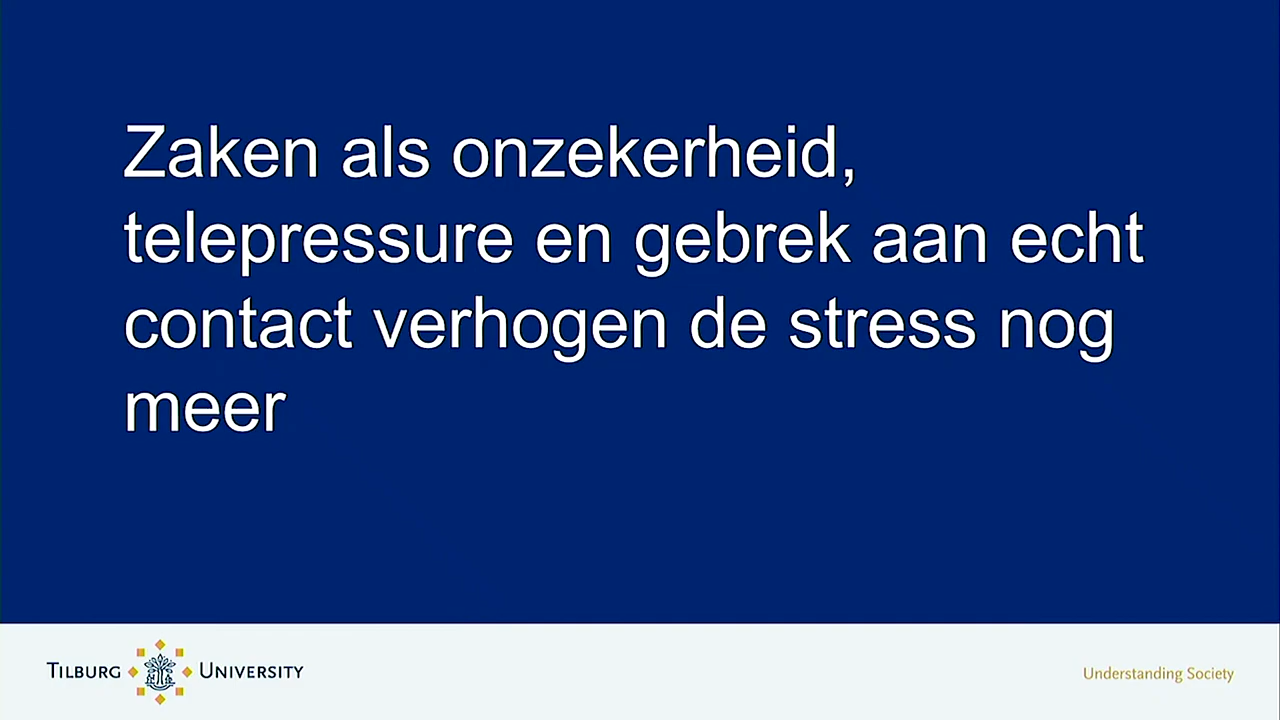 Zaken als onzekerheid,
telepressure en gebrek aan echt
contact verhogen de stress nog
meer
TILBURG UNIVERSITY
Understanding Society